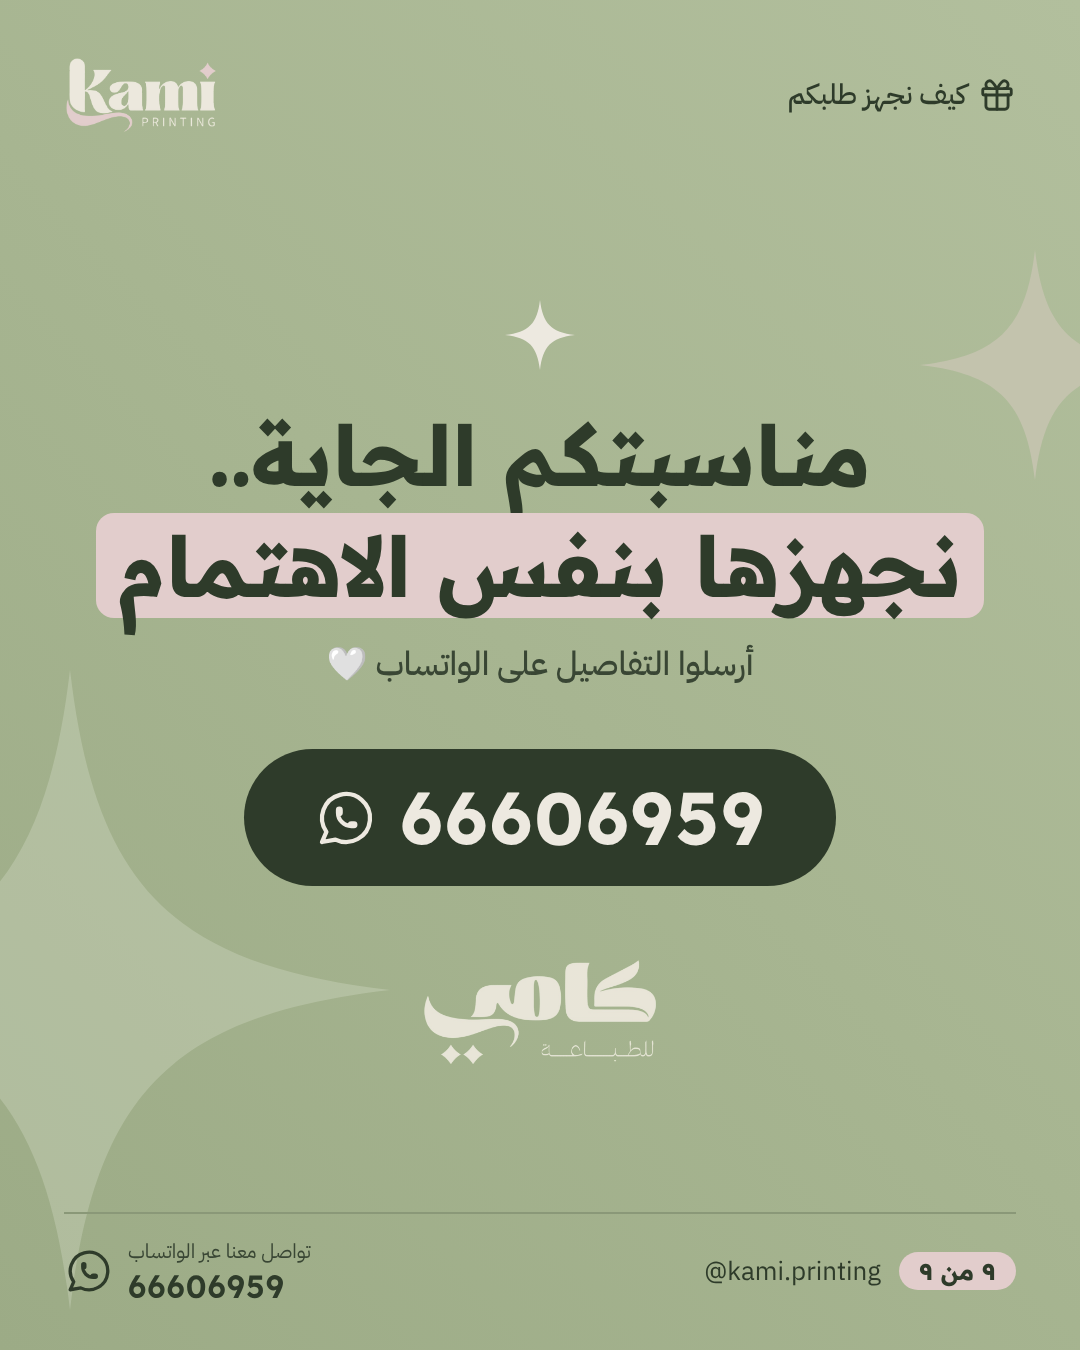 Kami
PRINTING
كيف نجهز طلبكم
مناسبتكم الجاية..
نجهزها بنفس الاهتمام
أرسلوا التفاصيل على الواتساب 🤍
66606959
كامي
للطباعة
تواصل معنا عبر الواتساب
66606959
@kami.printing
٩ من ٩